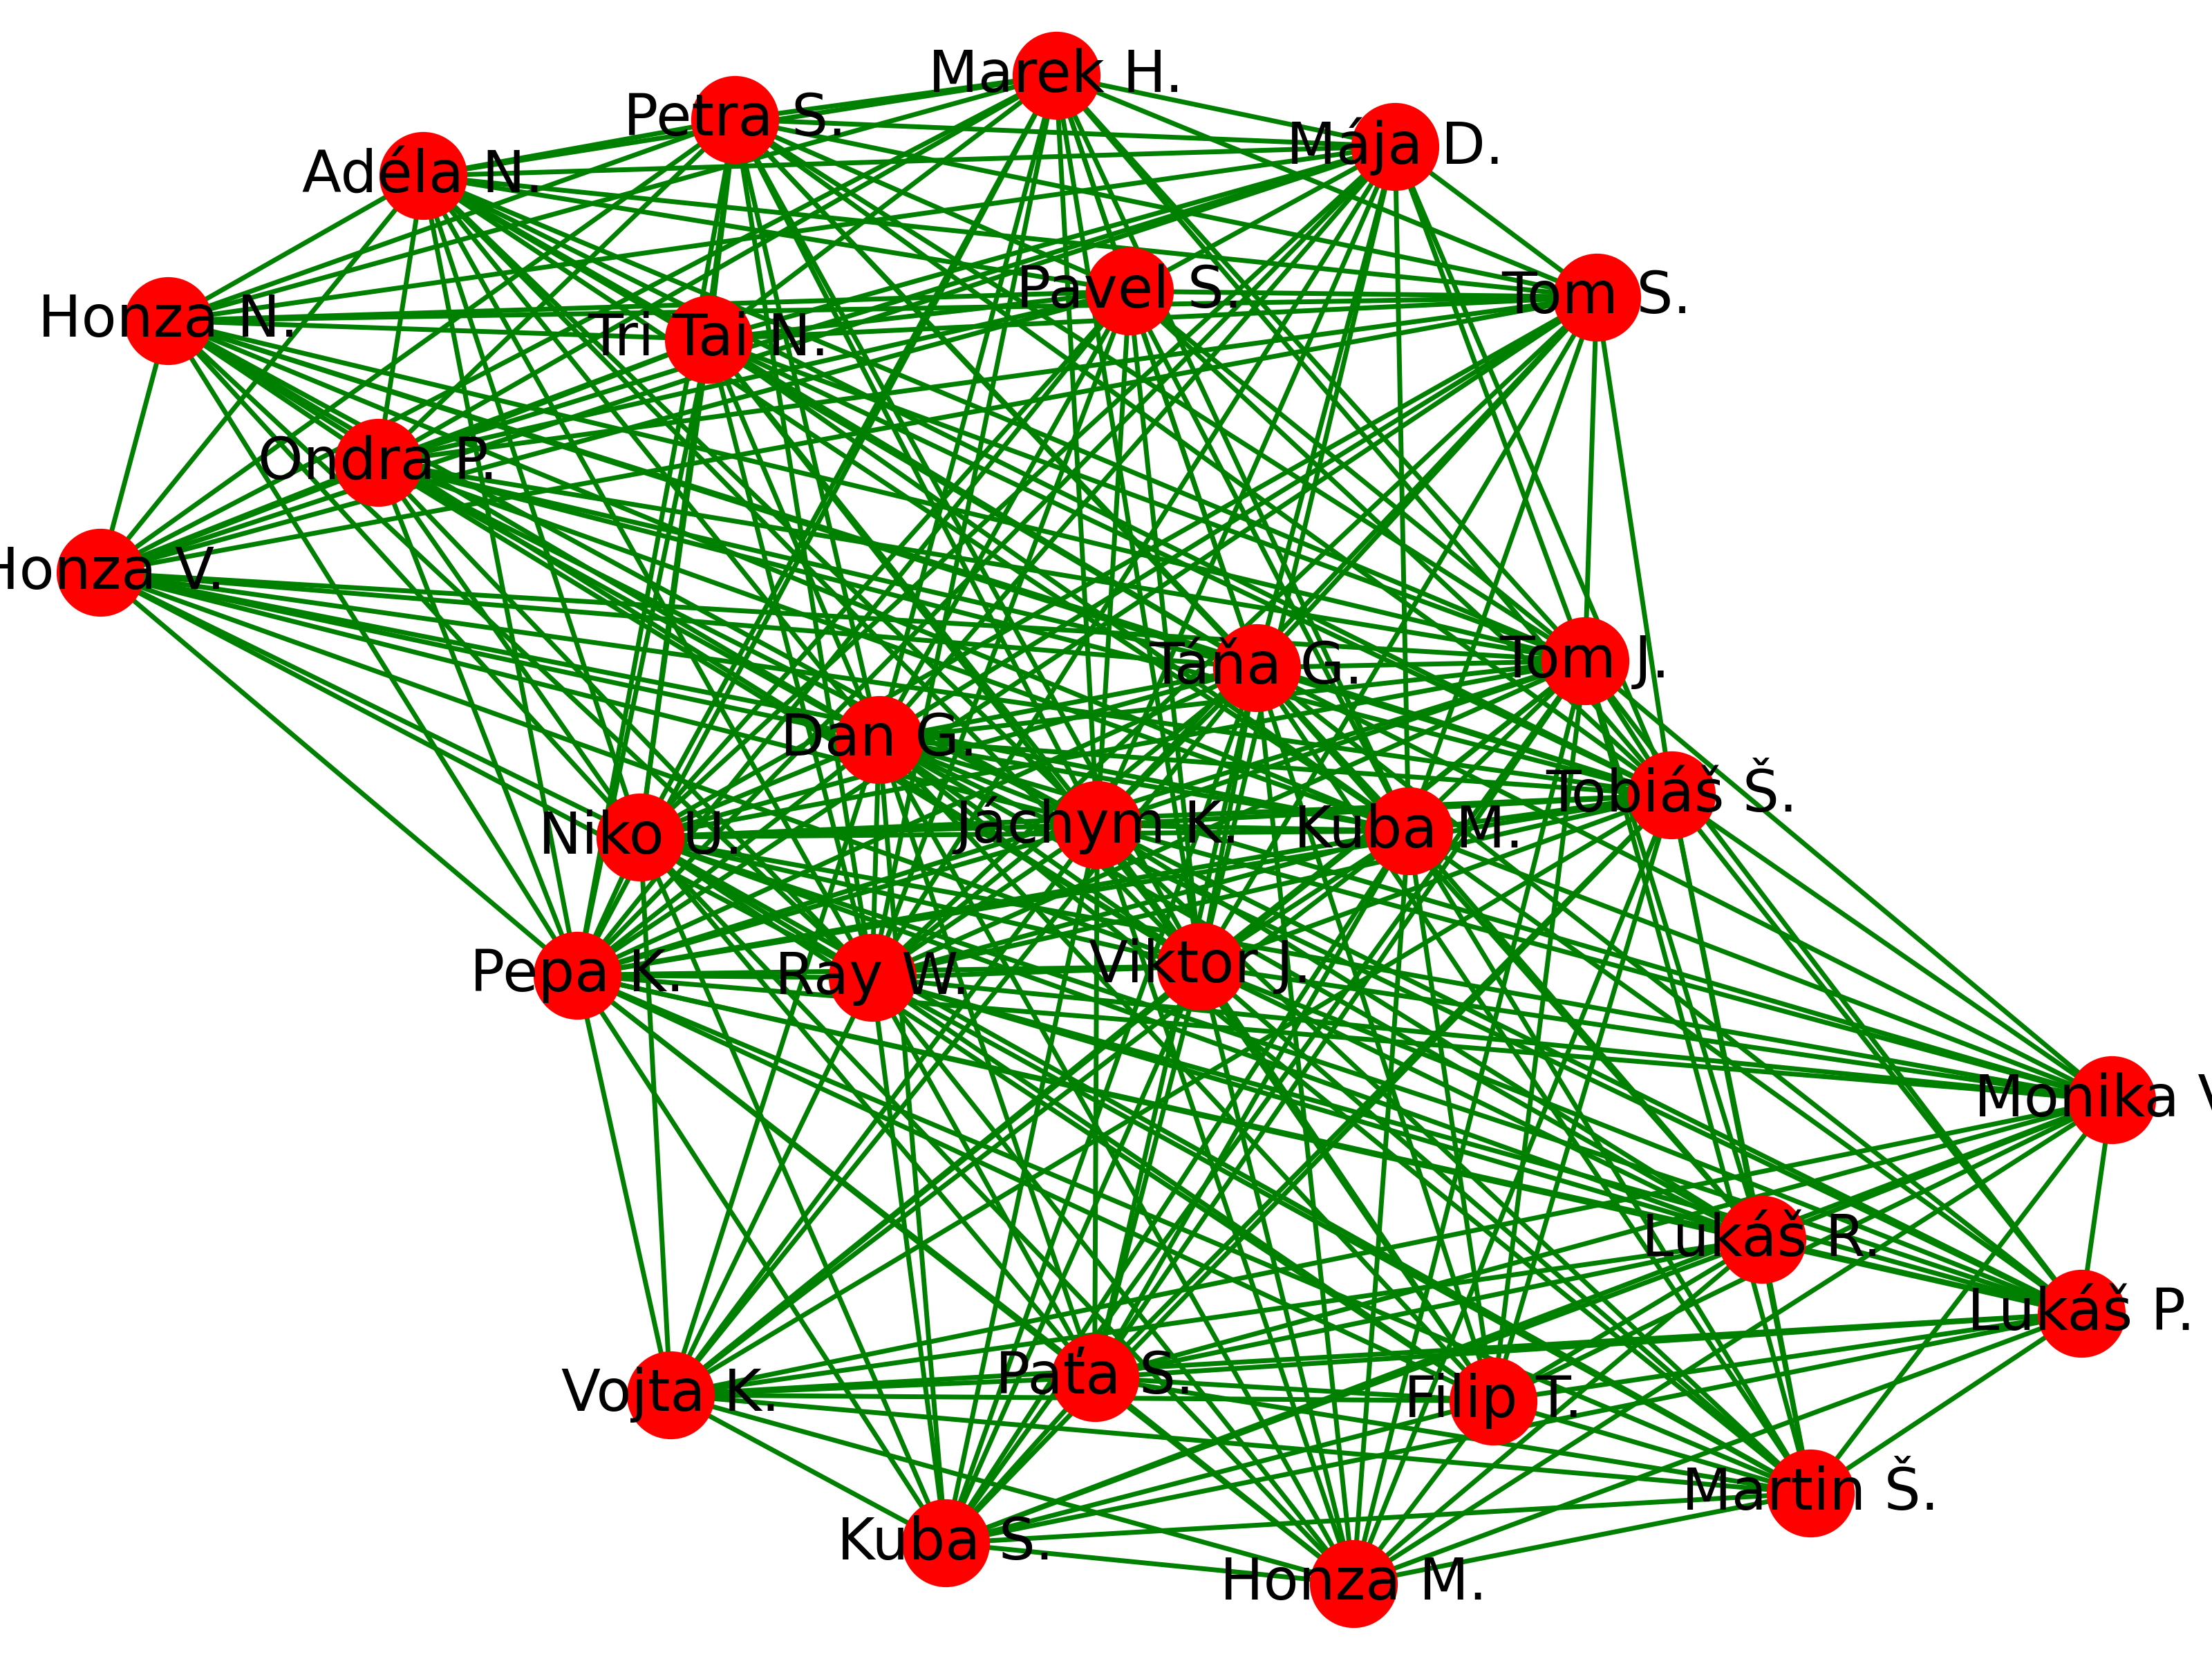 Marek H.
Petra S.
Mája D.
Adéla N.
Pavel S.
Tom S.
Honza N.
Tri Tai N.
Ondra P.
Honza V.
Táňa G.
Tom J.
Dan G.
Tobiáš Š.
Niko U.
Jáchym K.
Kuba M.
Pepa K.
Ray W.
Viktor J.
Monika V
Lukáš R.
Lukáš P.
Vojta K.
Paťa S.
Filip T.
Martin Š.
Kuba S.
Honza M.